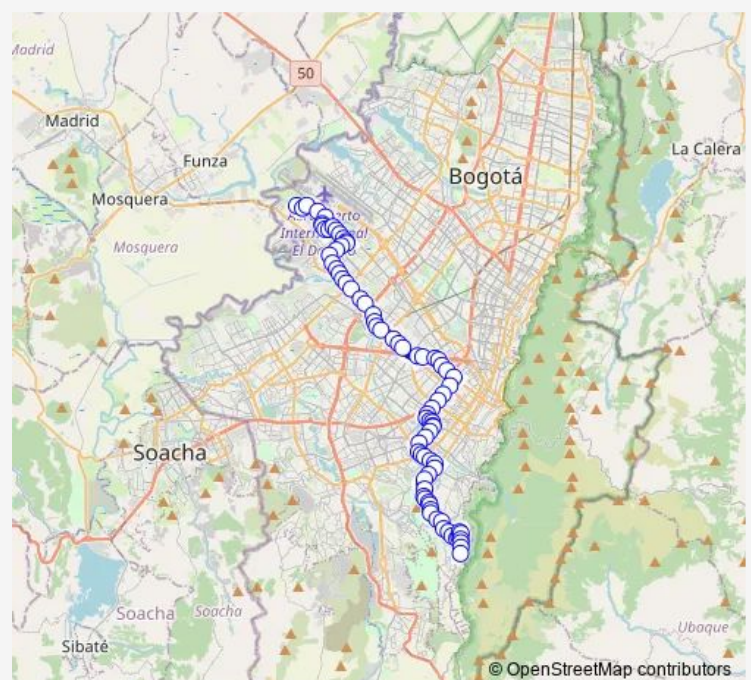 Madrid
50
Madrid
Funza
Mosquera
La Calera
Bogotá
Mosquera
Internacional
El Dorado
Soacha
Soacha
Soacha
Sibaté
Ubaque
© OpenStreetMap contributors